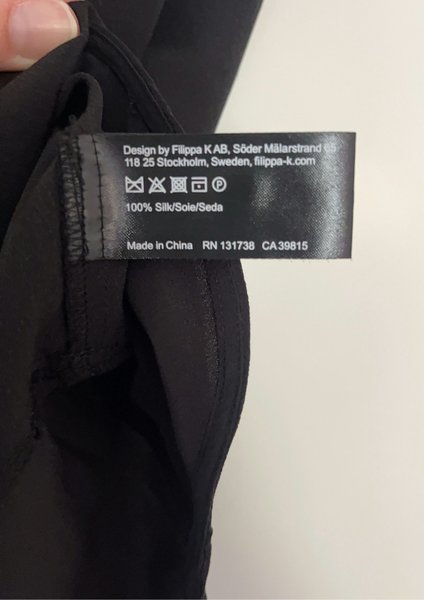 Design by Filippa K AB, Söder Mälarstrand 65
118 25 Stockholm, Sweden, filippa-k.com
100% Silk/Soie/Seda
Made in China RN 131738 CA 39815